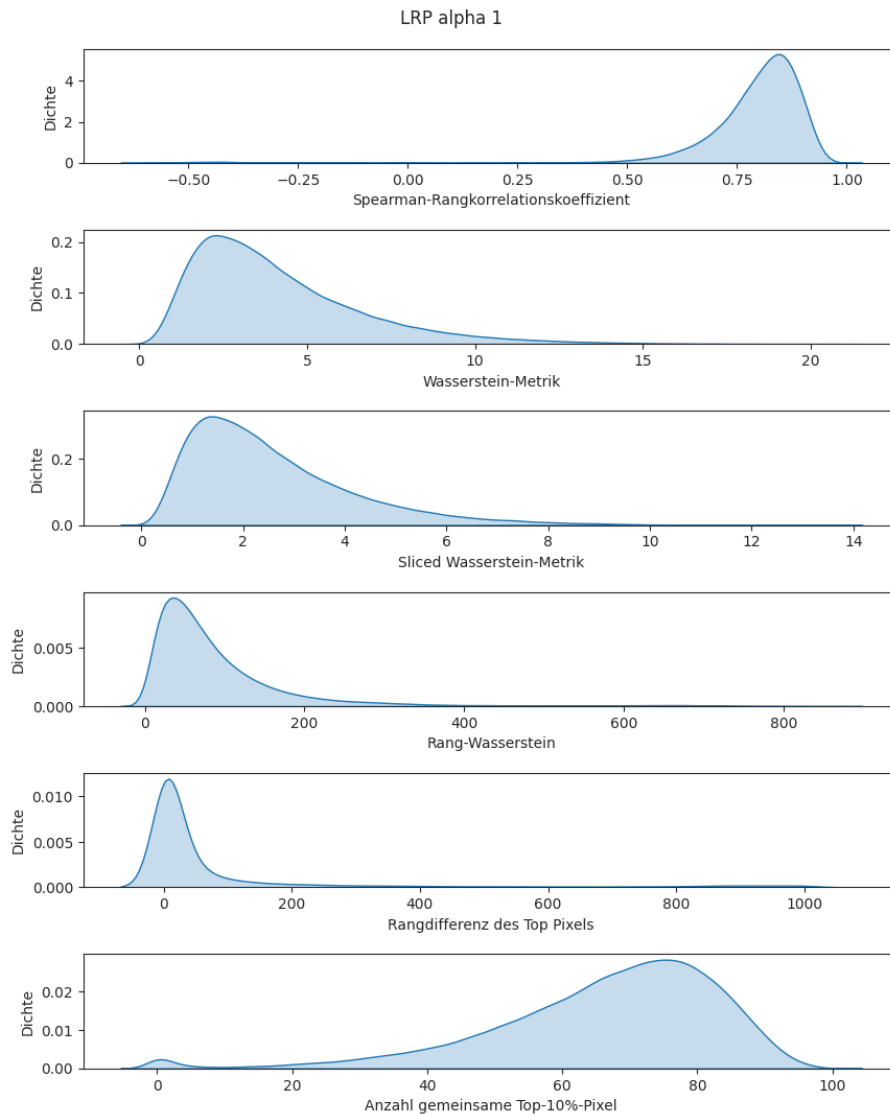 LRP alpha 1
Dichte
4
2
0
−0.50 −0.25 0.00 0.25 0.50 0.75 1.00
Spearman-Rangkorrelationskoeffizient
Dichte
0.2
0.1
0.0
0 5 10 15 20
Wasserstein-Metrik
Dichte
0.2
0.0
0 2 4 6 8 10 12 14
Sliced Wasserstein-Metrik
Dichte
0.005
0.000
0 200 400 600 800
Rang-Wasserstein
Dichte
0.010
0.005
0.000
0 200 400 600 800 1000
Rangdifferenz des Top Pixels
Dichte
0.02
0.01
0.00
0 20 40 60 80 100
Anzahl gemeinsame Top-10%-Pixel